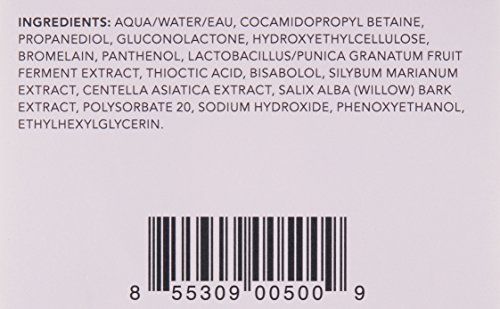 INGREDIENTS: AQUA/WATER/EAU, COCAMIDOPROPYL BETAINE,
PROPANEDIOL, GLUCONOLACTONE, HYDROXYETHYLCELLULOSE,
BROMELAIN, PANTHENOL, LACTOBACILLUS/PUNICA GRANATUM FRUIT
FERMENT EXTRACT, THIOCTIC ACID, BISABOLOL, SILYBUM MARIANUM
EXTRACT, CENTELLA ASIATICA EXTRACT, SALIX ALBA (WILLOW) BARK
EXTRACT, POLYSORBATE 20, SODIUM HYDROXIDE, PHENOXYETHANOL,
ETHYLHEXYLGLYCERIN.
8 55309 00500 9